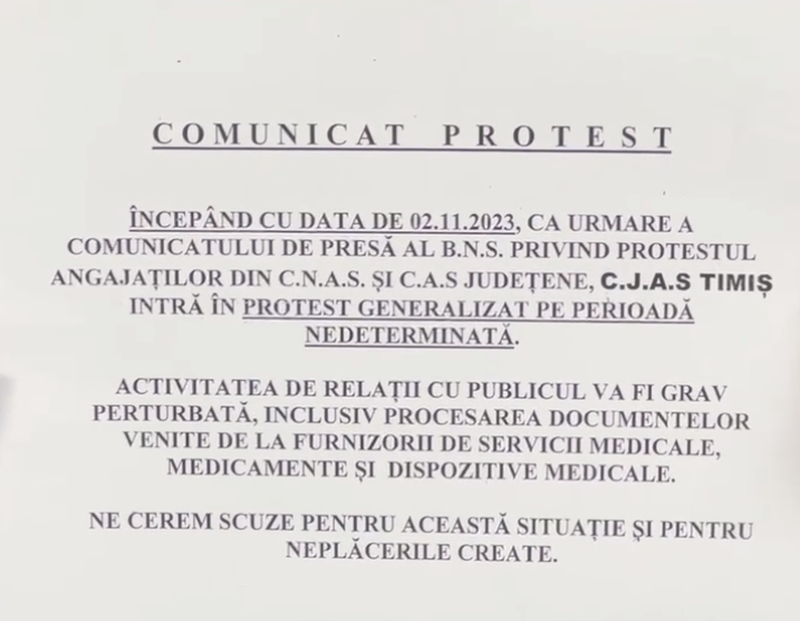 COMUNICAT PROTEST
ÎNCEPÂND CU DATA DE 02.11.2023, CA URMARE A
COMUNICATULUI DE PRESĂ AL B.N.S. PRIVIND PROTESTUL
ANGAJAȚILOR DIN C.N.A.S. ȘI C.A.S JUDEȚENE, C.J.A.S TIMIȘ
INTRĂ ÎN PROTEST GENERALIZAT PE PERIOADĂ
NEDETERMINATĂ.
ACTIVITATEA DE RELAȚII CU PUBLICUL VA FI GRAV
PERTURBATĂ, INCLUSIV PROCESAREA DOCUMENTELOR
VENITE DE LA FURNIZORII DE SERVICII MEDICALE,
MEDICAMENTE ȘI DISPOZITIVE MEDICALE.
NE CEREM SCUZE PENTRU ACEASTĂ SITUAȚIE ȘI PENTRU
NEPLĂCERILE CREATE.